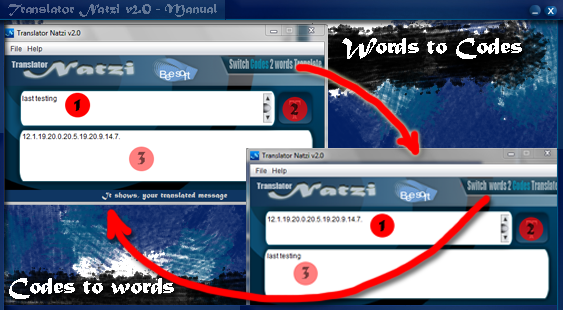 Translator Natzi v2.0 - Manual
Translator Natzi v2.0
File Help
Translator Natzi
Switch Codes 2 words Translate
Words to Codes
last testing
1
2
12.1.19.20.0.20.5.19.20.9.14.7.
3
It shows, your translated message
Translator Natzi v2.0
File Help
Translator Natzi
Switch words 2 Codes Translate
12.1.19.20.0.20.5.19.20.9.14.7.
1
2
last testing
3
Codes to words